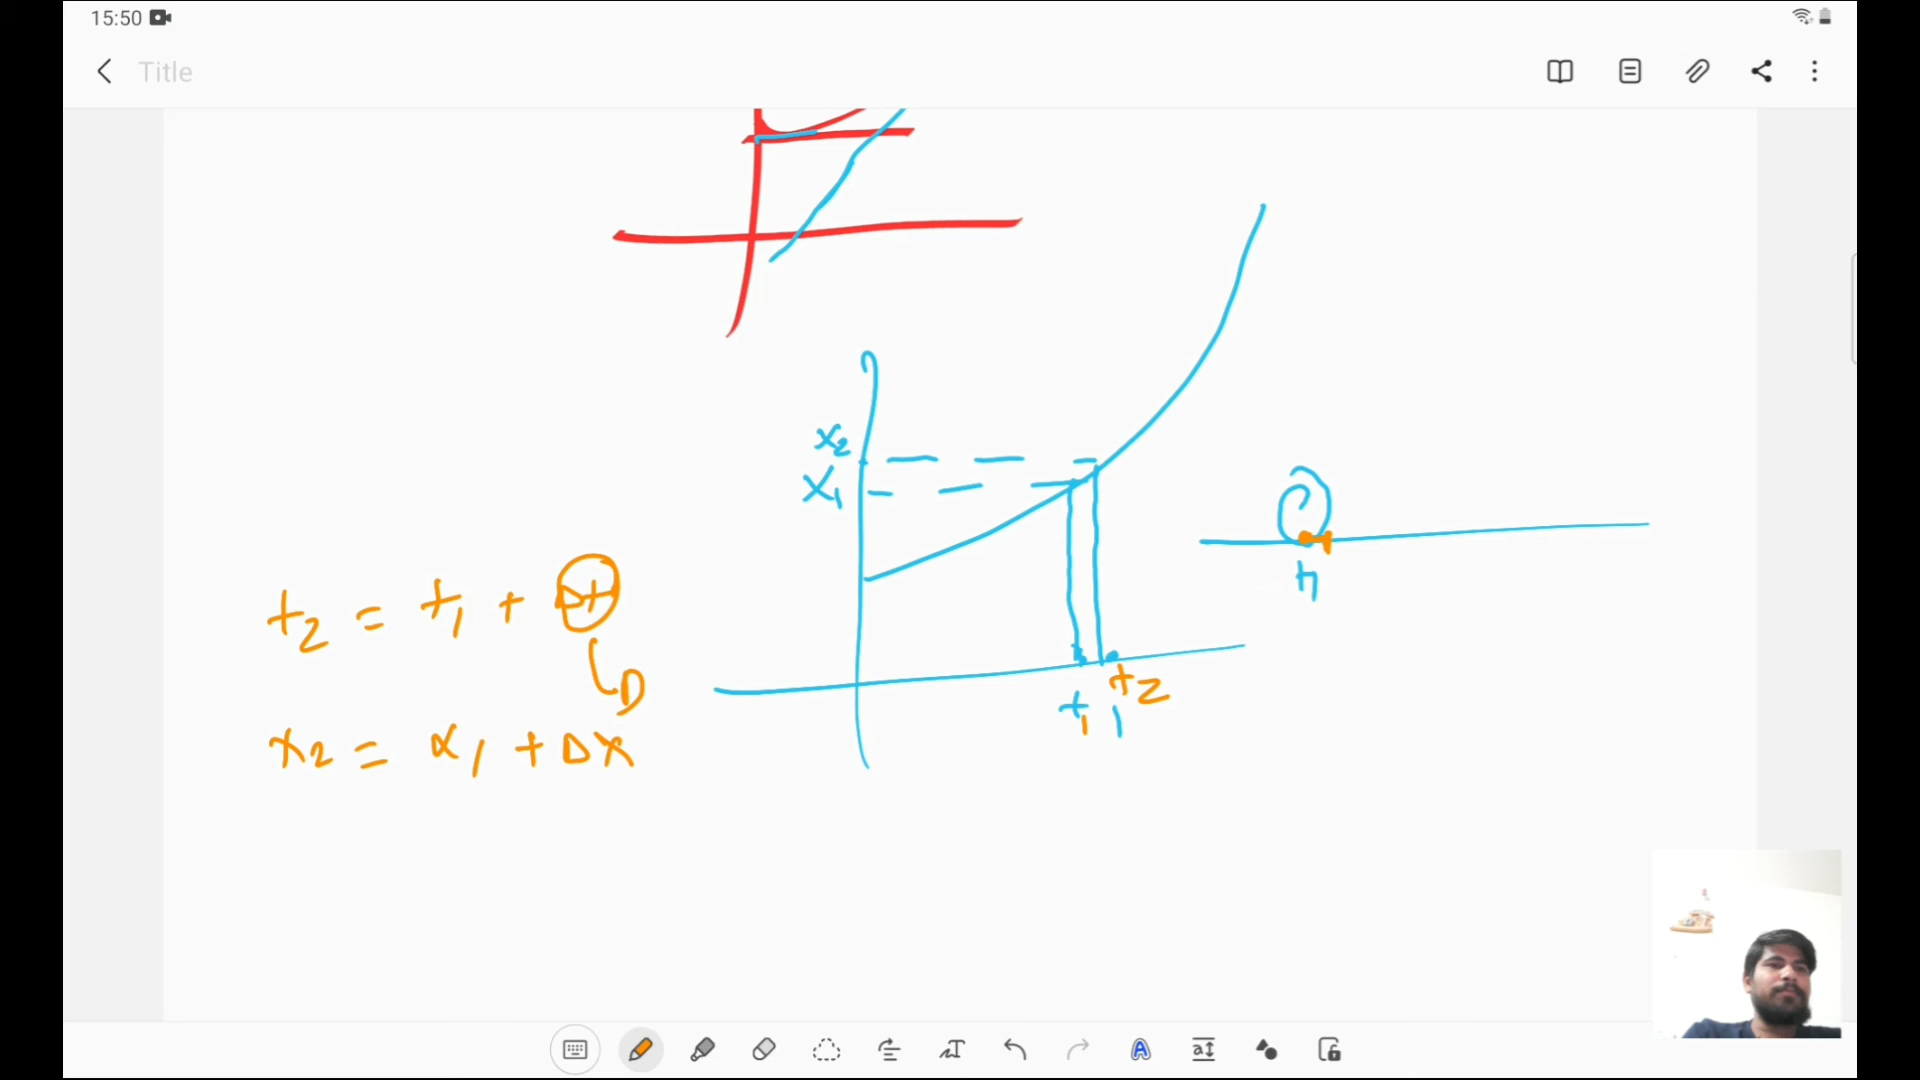 15:50
Title
x2
x1
t1
t2 = t1 + Δt
D
t2
t1
x2 = x1 + Δx